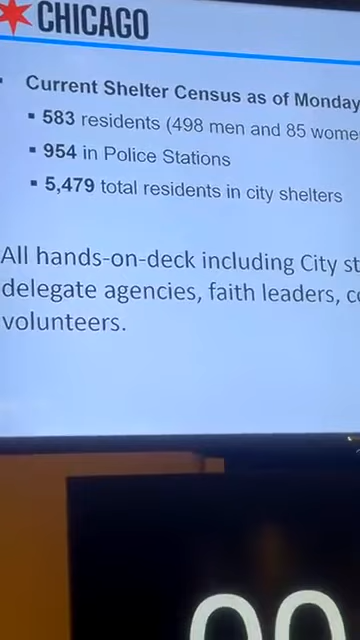 CHICAGO
Current Shelter Census as of Monday
▪ 583 residents (498 men and 85
▪ 954 in Police Stations
▪ 5,479 total residents in city shelters
All hands-on-deck including City
delegate agencies, faith leaders,
volunteers.
00